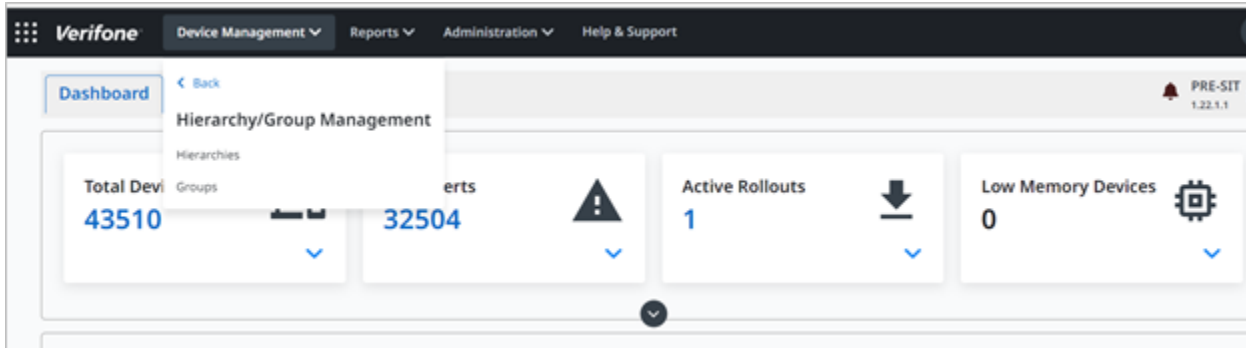 Verifone Device Management Reports Administration Help & Support
Dashboard
Back
Hierarchy/Group Management
Hierarchies
Groups
PRE-SIT
1.22.1.1
Total Devi
43510
erts
32504
Active Rollouts
1
Low Memory Devices
0